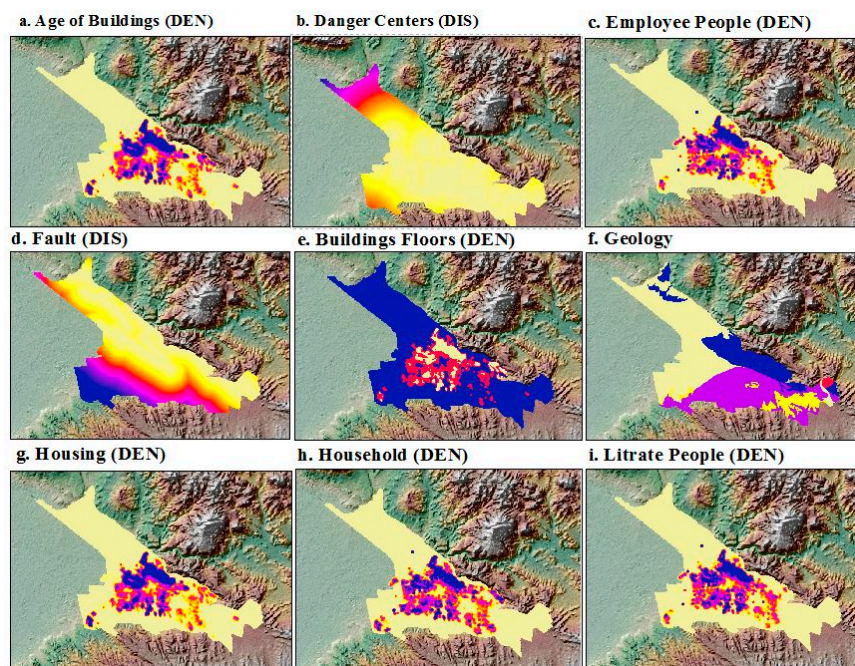 a. Age of Buildings (DEN)
b. Danger Centers (DIS)
c. Employee People (DEN)
d. Fault (DIS)
e. Buildings Floors (DEN)
f. Geology
g. Housing (DEN)
h. Household (DEN)
i. Litrate People (DEN)